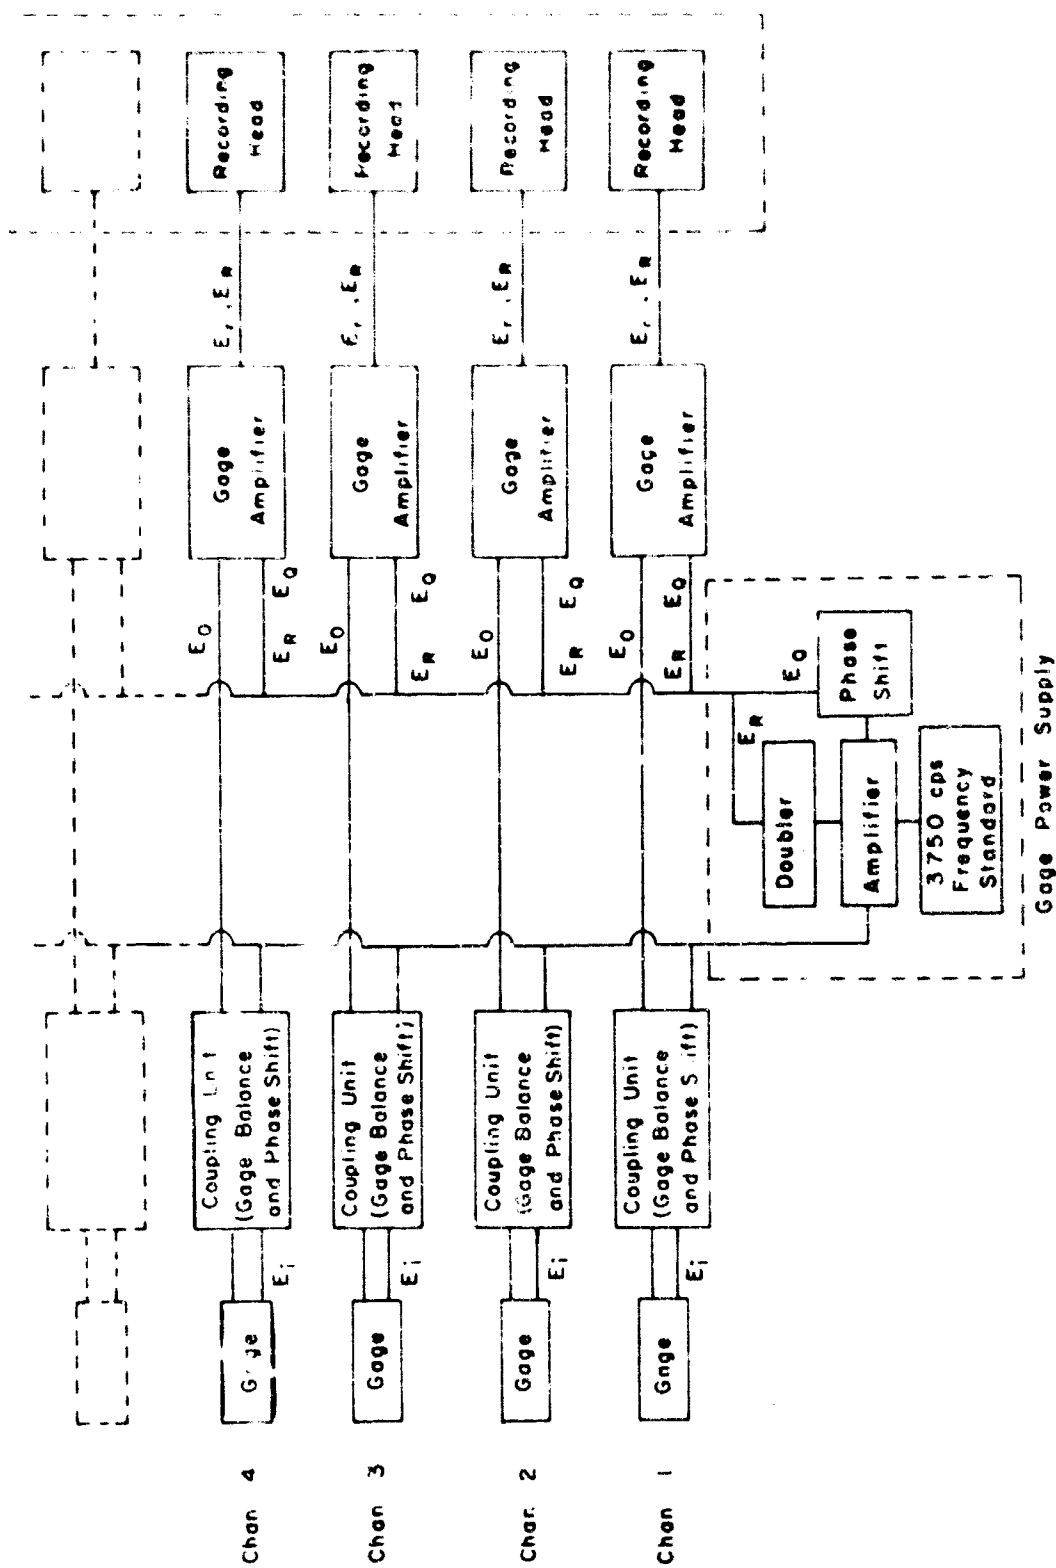 Chan 4
Gage
Ei
Coupling Unit
(Gage Balance
and Phase Shift)
EO
ER EQ
Gage
Amplifier
Er , ER
Recording
Head
Chan 3
Gage
Ei
Coupling Unit
(Gage Balance
and Phase Shift)
EO
ER EQ
Gage
Amplifier
Er , ER
Recording
Head
Chan 2
Gage
Ei
Coupling Unit
(Gage Balance
and Phase Shift)
EO
ER EQ
Gage
Amplifier
Er , ER
Recording
Head
Chan 1
Gage
Ei
Coupling Unit
(Gage Balance
and Phase Shift)
EO
ER EQ
Gage
Amplifier
Er , ER
Recording
Head
ER
EQ
Doubler
Phase
Shift
Amplifier
3750 cps
Frequency
Standard
Gage Power Supply